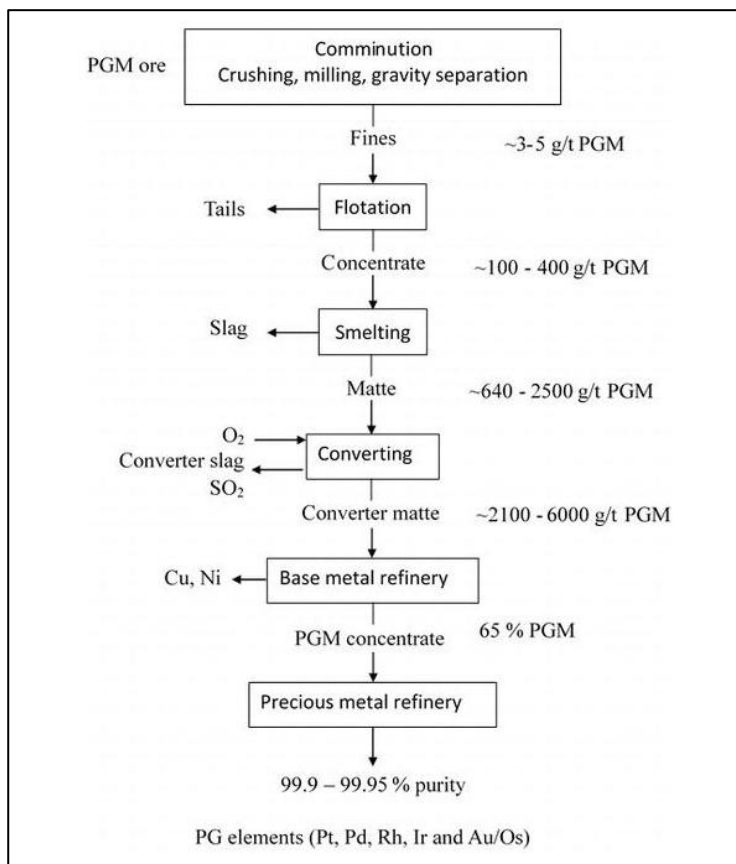 Comminution
PGM ore
Crushing, milling, gravity separation
Fines
~3-5 g/t PGM
Tails
Flotation
Concentrate
~100 - 400 g/t PGM
Slag
Smelting
Matte
~640 - 2500 g/t PGM
O₂
Converter slag
Converting
SO₂
Converter matte
~2100 - 6000 g/t PGM
Cu, Ni
Base metal refinery
PGM concentrate
65 % PGM
Precious metal refinery
99.9 – 99.95 % purity
PG elements (Pt, Pd, Rh, Ir and Au/Os)